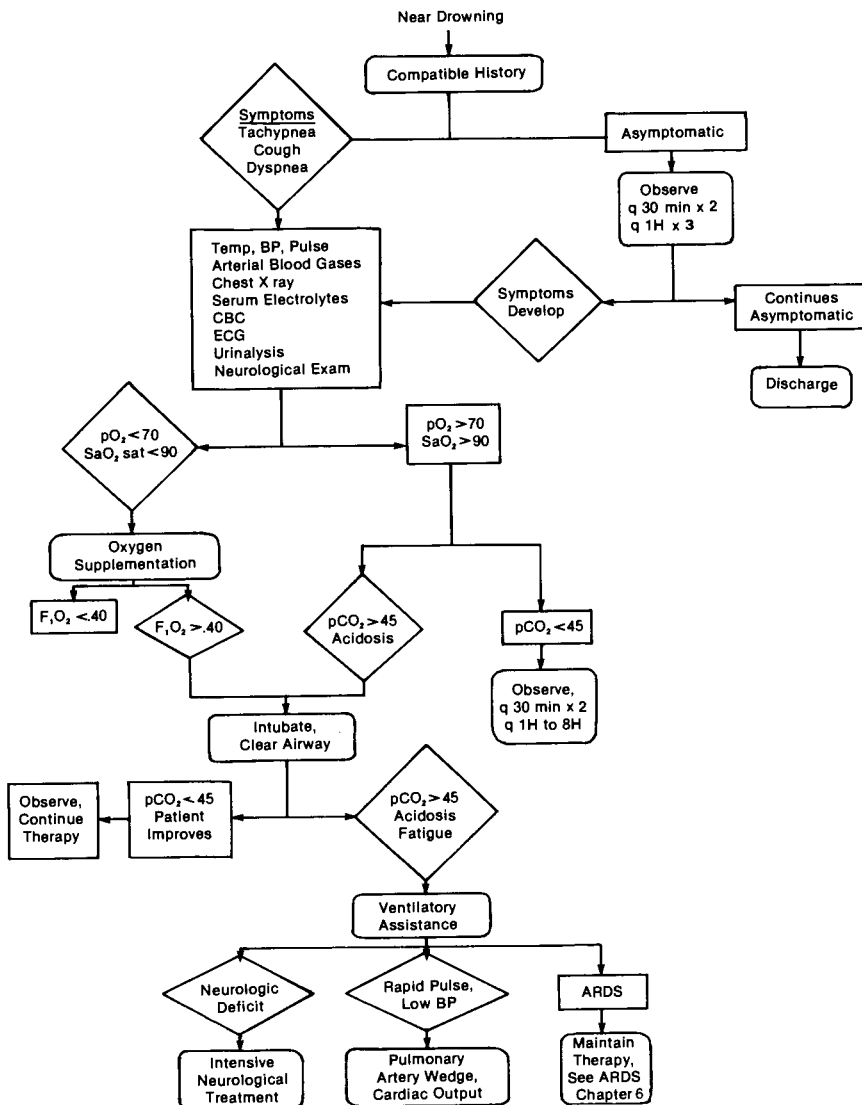 Near Drowning
Compatible History
Symptoms
Tachypnea
Cough
Dyspnea
Asymptomatic
Observe
q 30 min x 2
q 1H x 3
Temp, BP, Pulse
Arterial Blood Gases
Chest X ray
Serum Electrolytes
CBC
ECG
Urinalysis
Neurological Exam
Symptoms
Develop
Continues
Asymptomatic
Discharge
pO₂<70
SaO₂ sat<90
pO₂>70
SaO₂>90
Oxygen
Supplementation
FIO₂<.40
FIO₂>.40
pCO₂>45
Acidosis
pCO₂<45
Observe,
q 30 min x 2
q 1H to 8H
Intubate,
Clear Airway
Observe,
Continue
Therapy
pCO₂<45
Patient
Improves
pCO₂>45
Acidosis
Fatigue
Ventilatory
Assistance
Neurologic
Deficit
Rapid Pulse,
Low BP
ARDS
Intensive
Neurological
Treatment
Pulmonary
Artery Wedge,
Cardiac Output
Maintain
Therapy,
See ARDS
Chapter 6